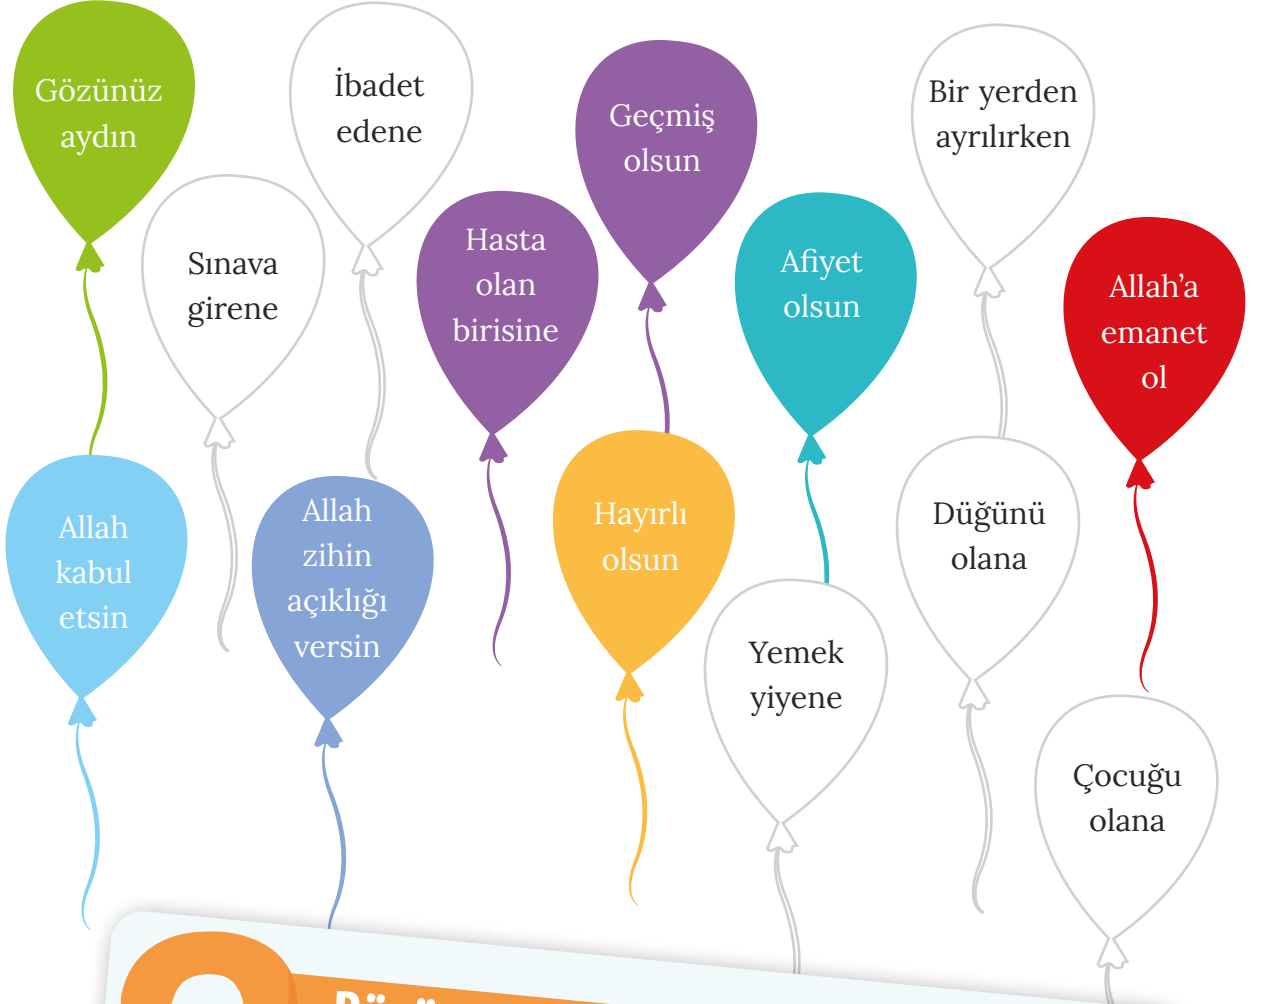 Gözünüz
aydın
İbadet
edene
Geçmiş
olsun
Bir yerden
ayrılırken
Sınava
girene
Hasta
olan
birisine
Afiyet
olsun
Allah’a
emanet
ol
Allah
kabul
etsin
Allah
zihin
açıklığı
versin
Hayırlı
olsun
Düğünü
olana
Yemek
yiyene
Çocuğu
olana